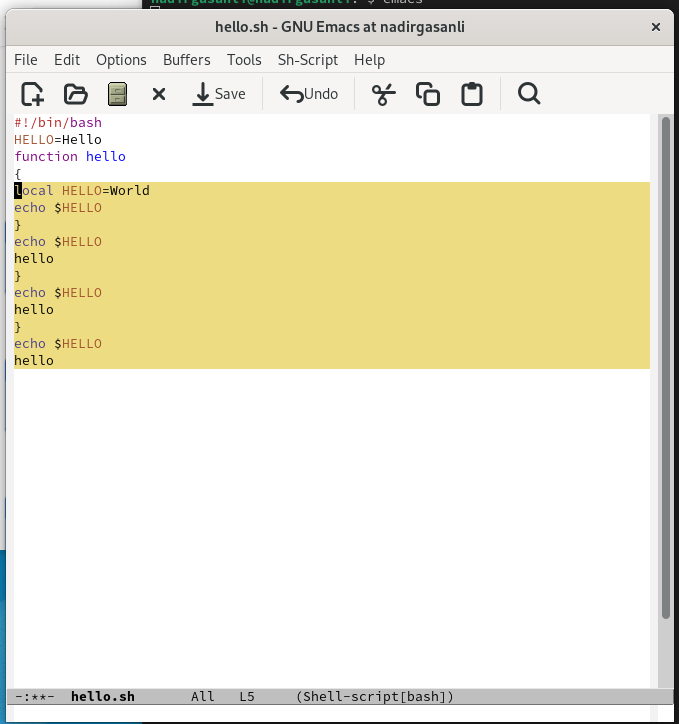 nadirgasanli@nadirgasanli:~$ emacs
hello.sh - GNU Emacs at nadirgasanli
File Edit Options Buffers Tools Sh-Script Help
Save Undo
#!/bin/bash
HELLO=Hello
function hello
{
local HELLO=World
echo $HELLO
}
echo $HELLO
hello
}
echo $HELLO
hello
}
echo $HELLO
hello
-:**- hello.sh All L5 (Shell-script[bash])